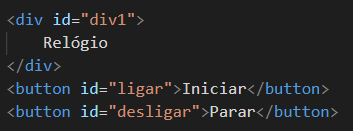 <div id="div1">
Relógio
</div>
<button id="ligar">Iniciar</button>
<button id="desligar">Parar</button>